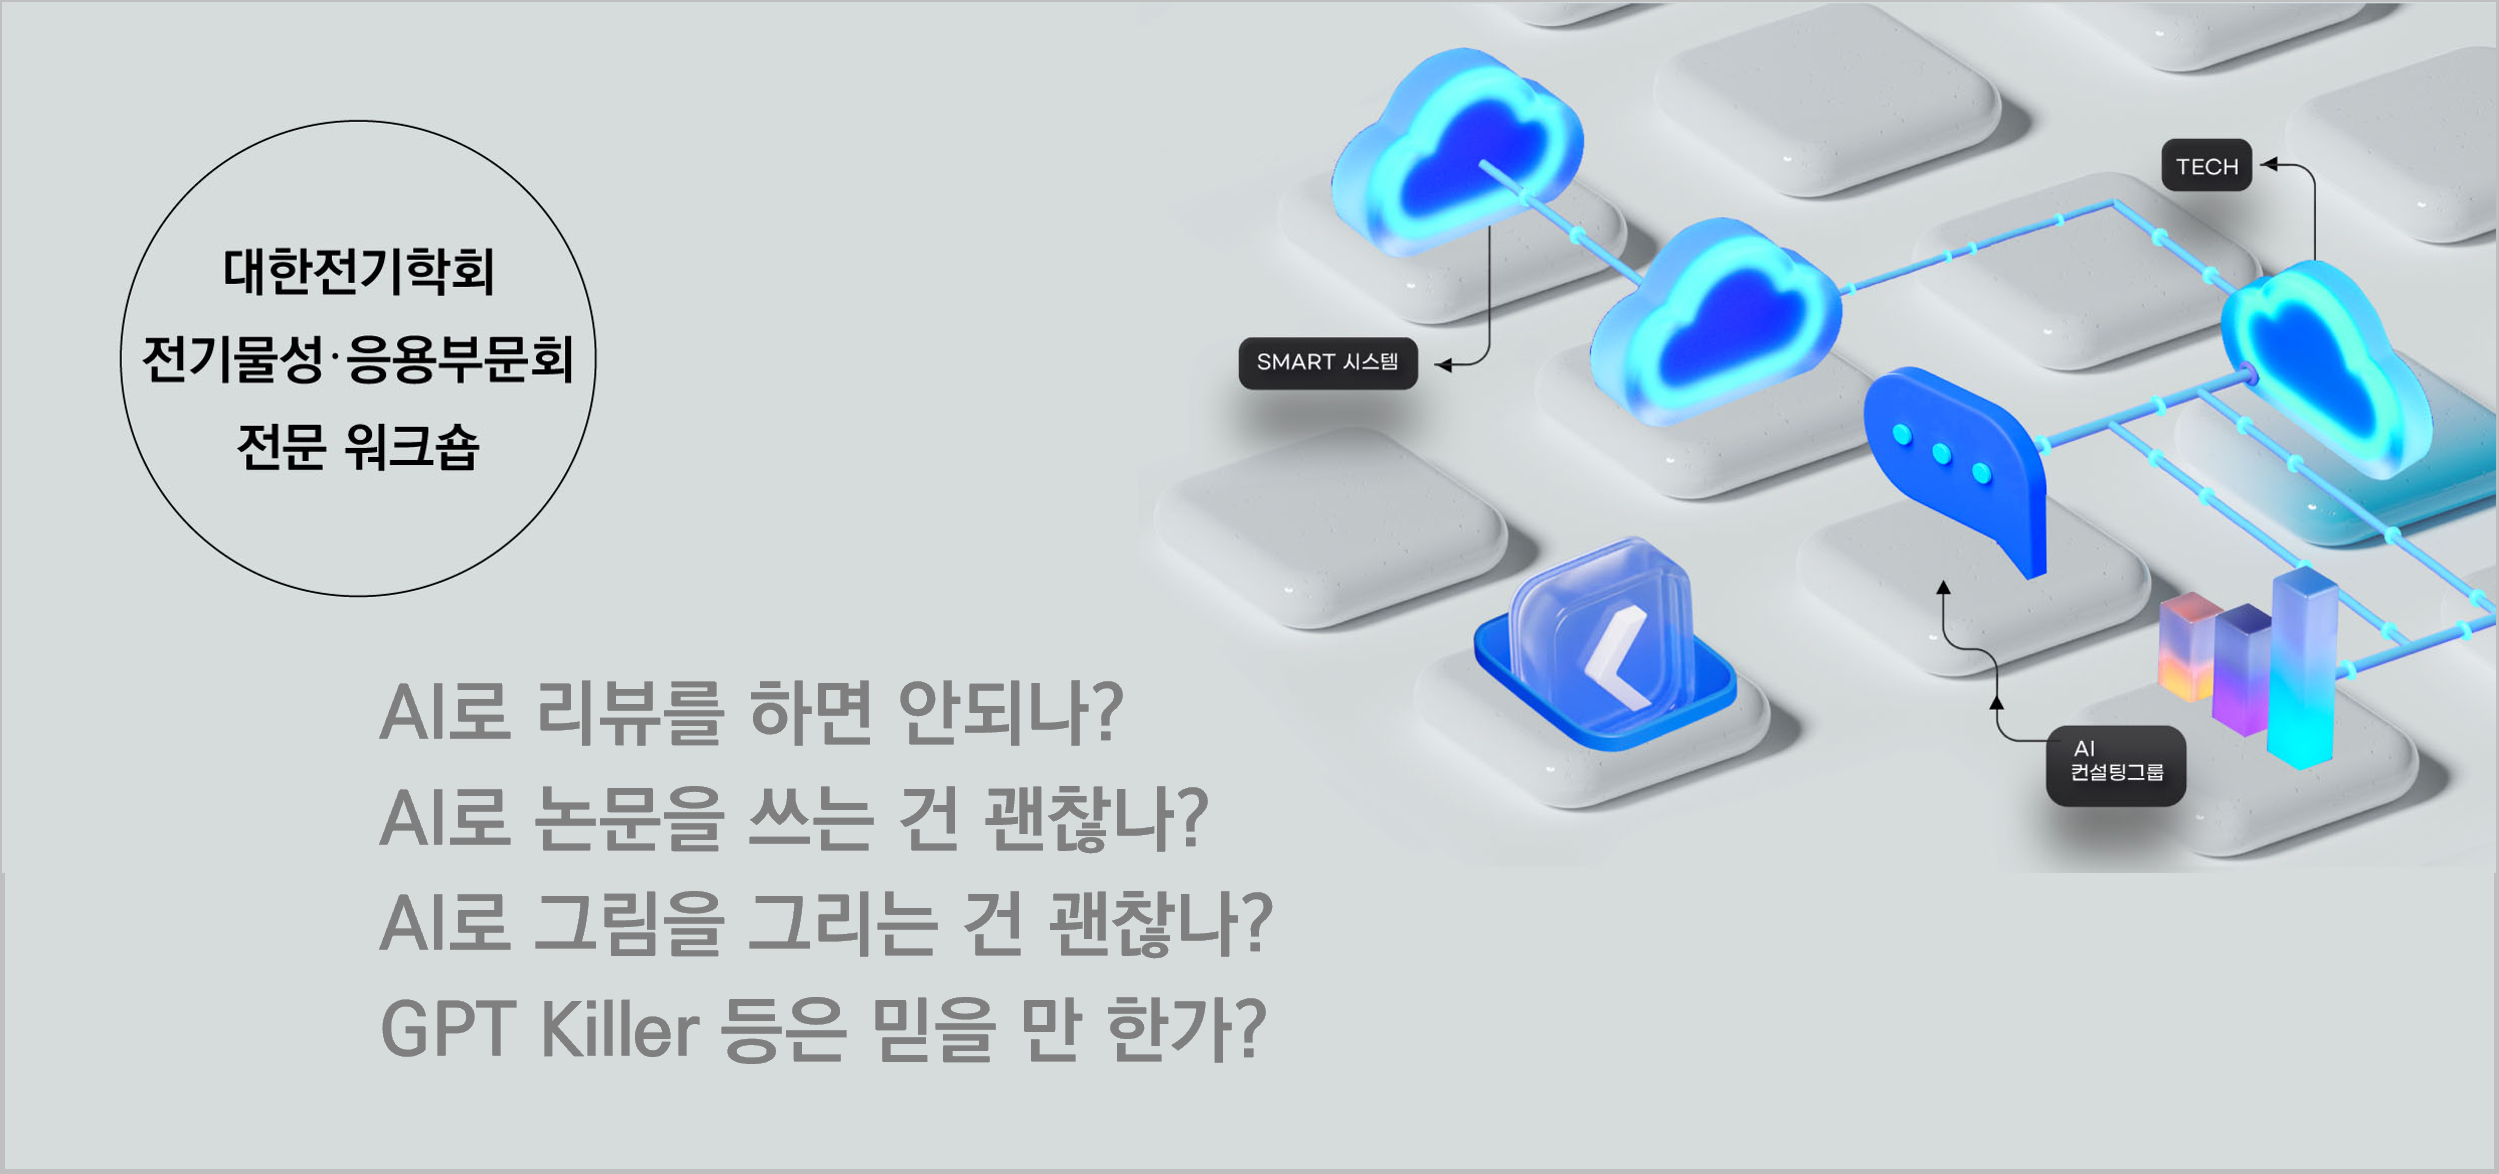 대한전기학회
전기물성·응용부문회
전문 워크숍
TECH
SMART 시스템
AI
컨설팅그룹
AI로 리뷰를 하면 안되나?
AI로 논문을 쓰는 건 괜찮나?
AI로 그림을 그리는 건 괜찮나?
GPT Killer 등은 믿을 만 한가?